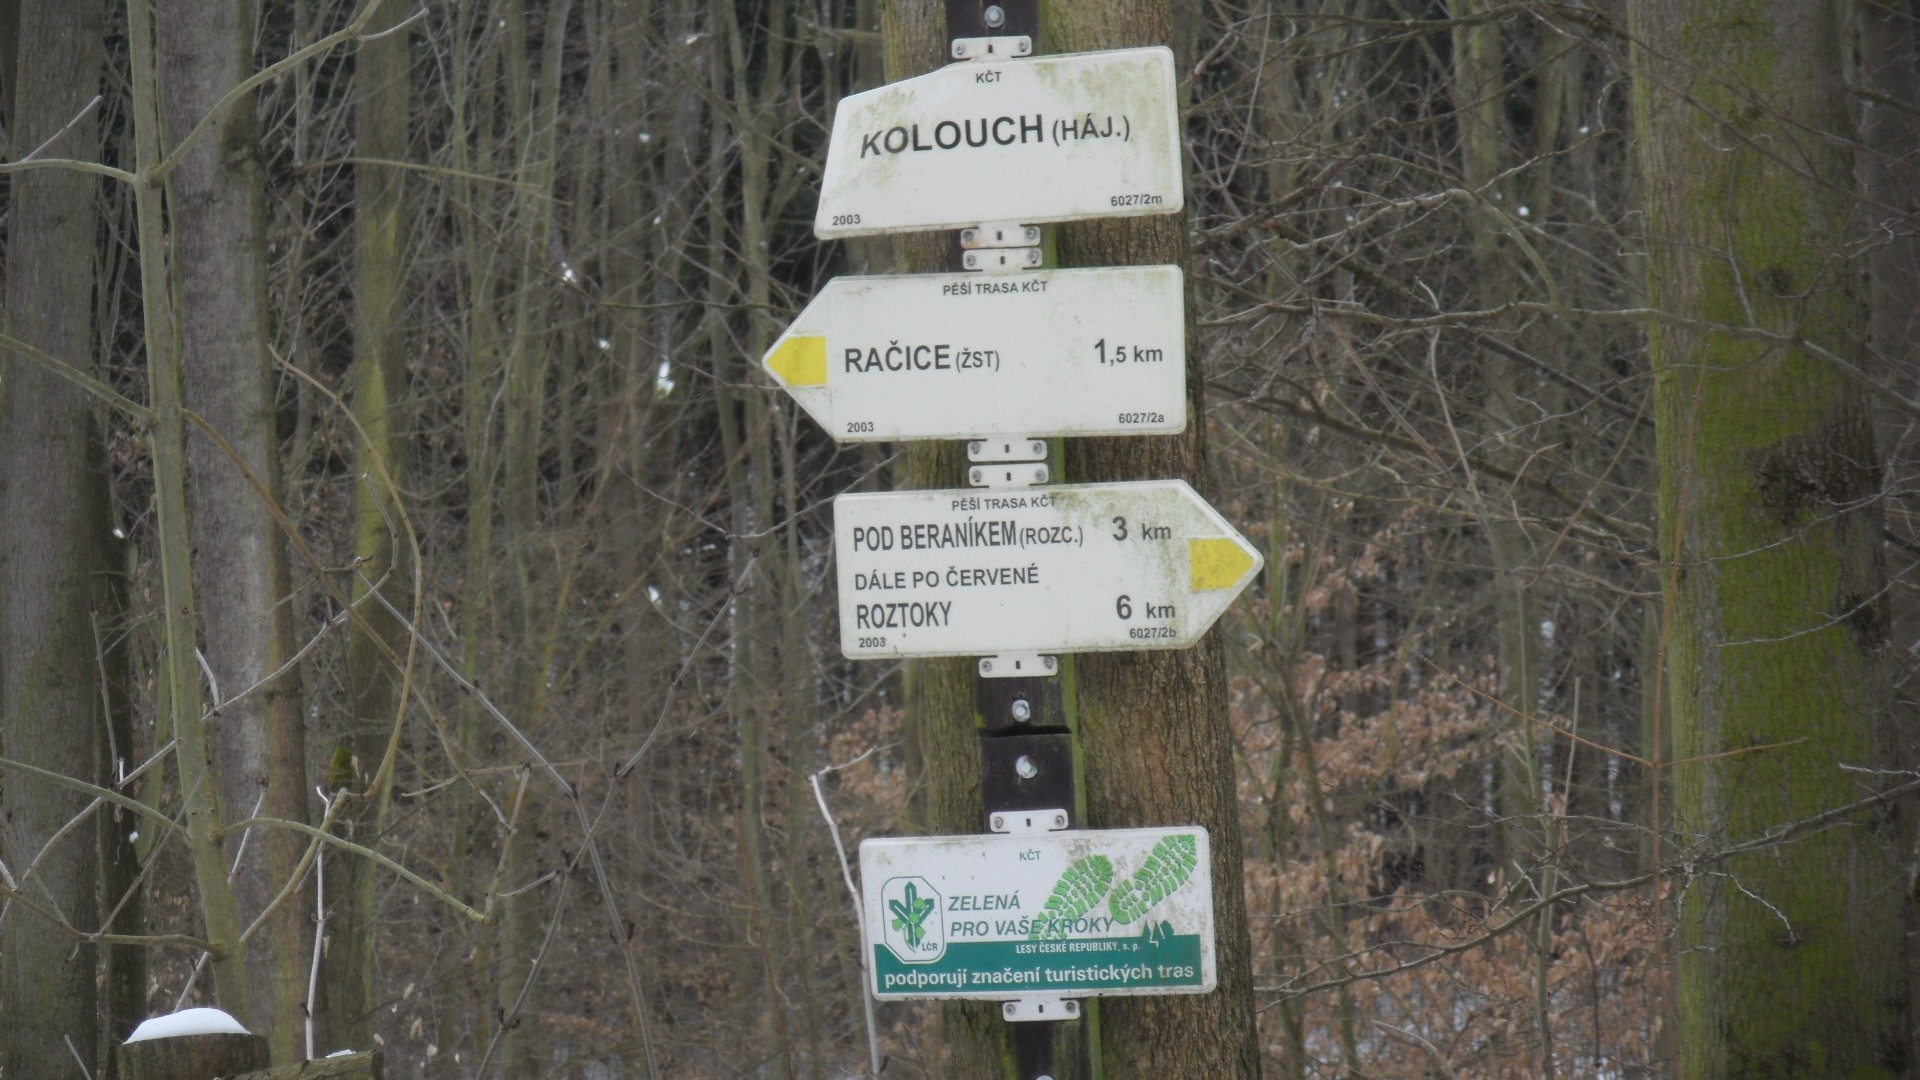 KČT
KOLOUCH (HÁJ.)
2003 6027/2m
PĚŠÍ TRASA KČT
RAČICE (ŽST) 1,5 km
2003 6027/2a
PĚŠÍ TRASA KČT
POD BERANÍKEM (ROZC.) 3 km
DÁLE PO ČERVENÉ
ROZTOKY 6 km
2003 6027/2b
KČT
ZELENÁ
PRO VAŠE KROKY
LČR
LESY ČESKÉ REPUBLIKY, s. p.
podporují značení turistických tras